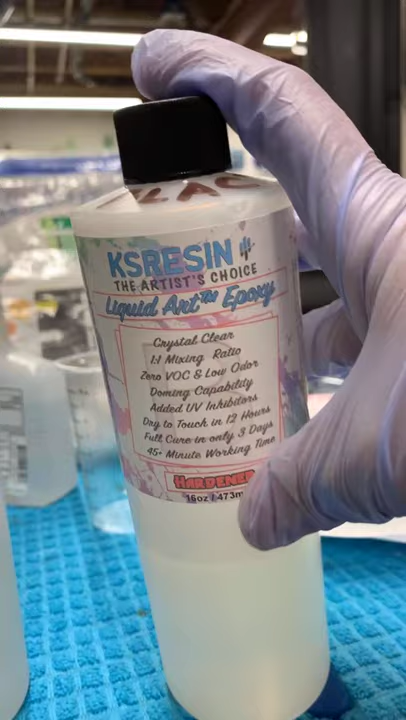 LAC
KSRESIN
THE ARTIST'S CHOICE
Liquid Art™ Epoxy
Crystal Clear
1:1 Mixing Ratio
Zero VOC & Low Odor
Doming Capability
Added UV Inhibitors
Dry to Touch in 12 Hours
Full Cure in only 3 Days
45+ Minute Working Time
HARDENER
16oz / 473m